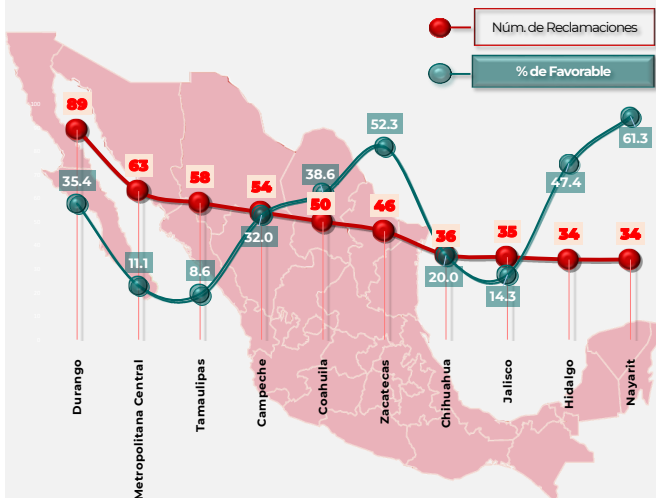 Núm. de Reclamaciones
% de Favorable
89
63
58
54
50
46
36
35
34
34
35.4
11.1
8.6
32.0
38.6
52.3
20.0
14.3
47.4
61.3
Durango
Metropolitana Central
Tamaulipas
Campeche
Coahuila
Zacatecas
Chihuahua
Jalisco
Hidalgo
Nayarit